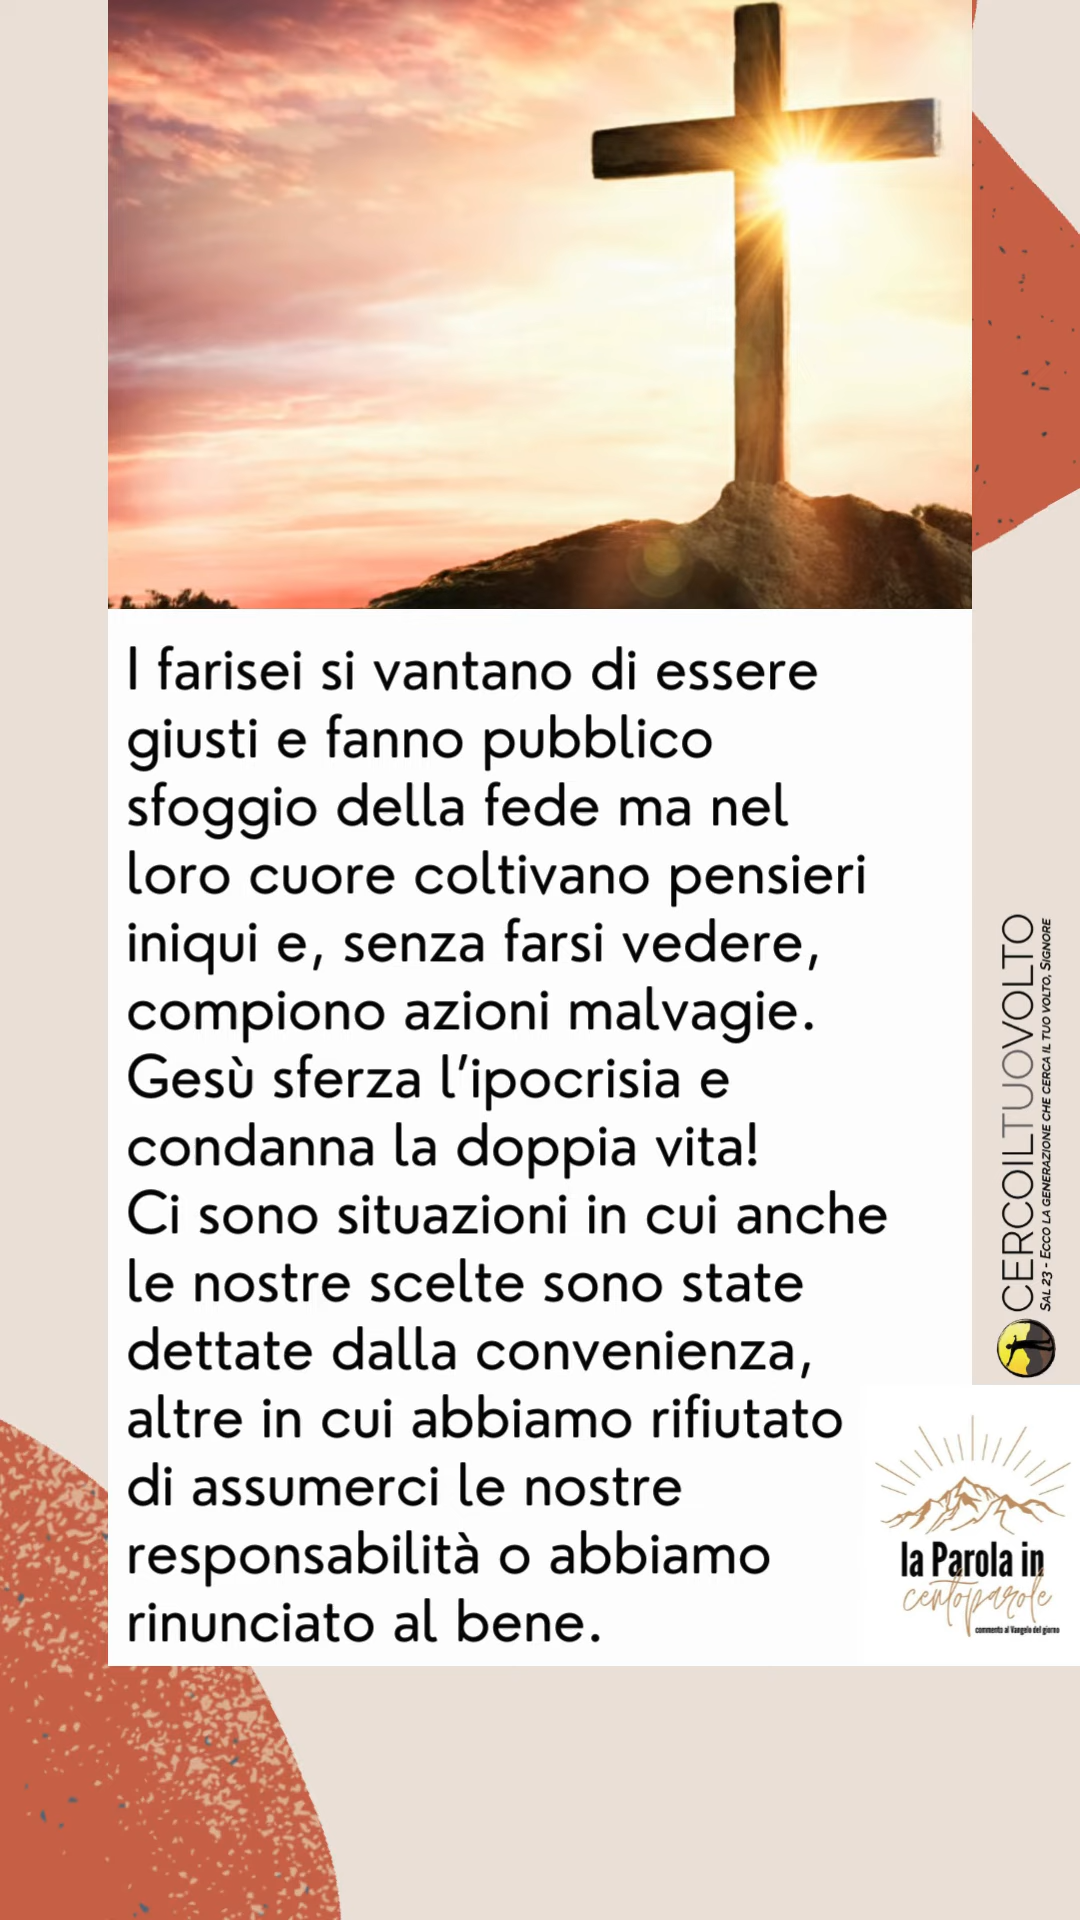 I farisei si vantano di essere
giusti e fanno pubblico
sfoggio della fede ma nel
loro cuore coltivano pensieri
iniqui e, senza farsi vedere,
compiono azioni malvagie.
Gesù sferza l’ipocrisia e
condanna la doppia vita!
Ci sono situazioni in cui anche
le nostre scelte sono state
dettate dalla convenienza,
altre in cui abbiamo rifiutato
di assumerci le nostre
responsabilità o abbiamo
rinunciato al bene.
CERCOILTUOVOLTO
SAL 23 - ECCO LA GENERAZIONE CHE CERCA IL TUO VOLTO, SIGNORE
la Parola in
centoparole
commento al Vangelo del giorno